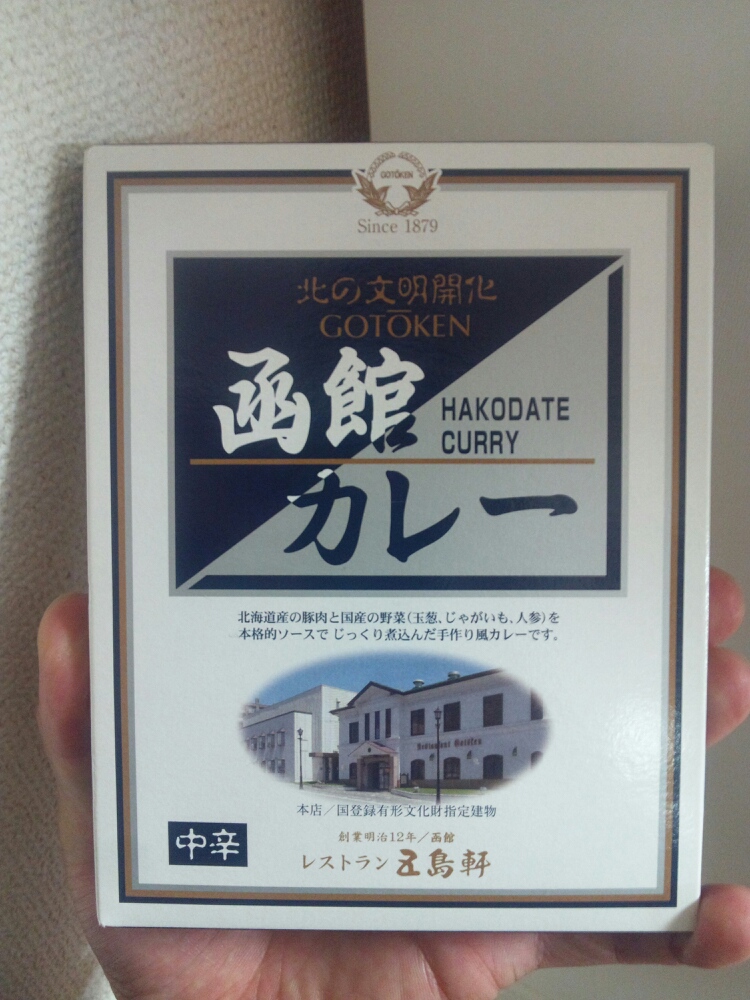 GOTŌKEN
Since 1879
北の文明開化
GOTŌKEN
函館
HAKODATE
CURRY
カレー
北海道産の豚肉と国産の野菜(玉葱、じゃがいも、人参)を
本格的ソースで じっくり煮込んだ手作り風カレーです。
Restaurant Gotoken
本店／国登録有形文化財指定建物
中辛
創業明治12年／函館
レストラン 五島軒